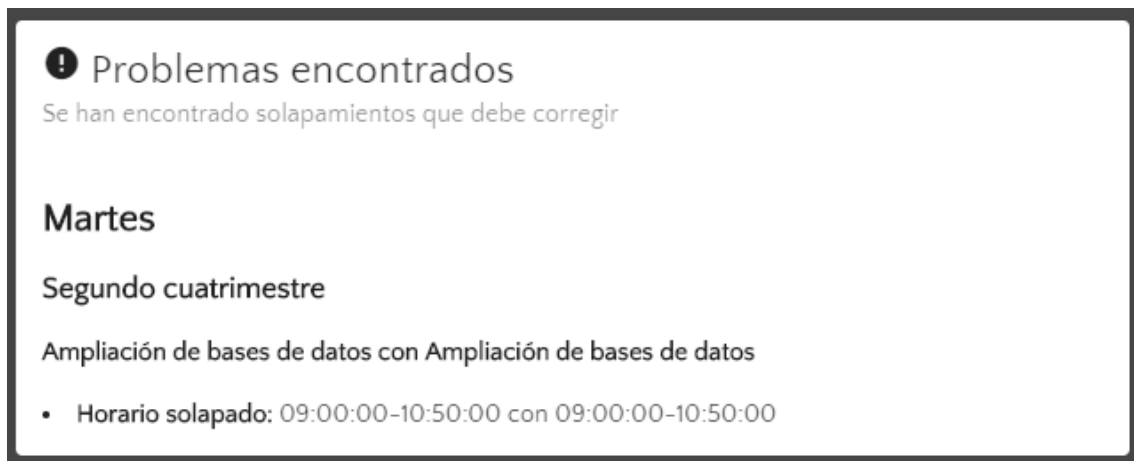 Problemas encontrados
Se han encontrado solapamientos que debe corregir
Martes
Segundo cuatrimestre
Ampliación de bases de datos con Ampliación de bases de datos
• Horario solapado: 09:00:00-10:50:00 con 09:00:00-10:50:00